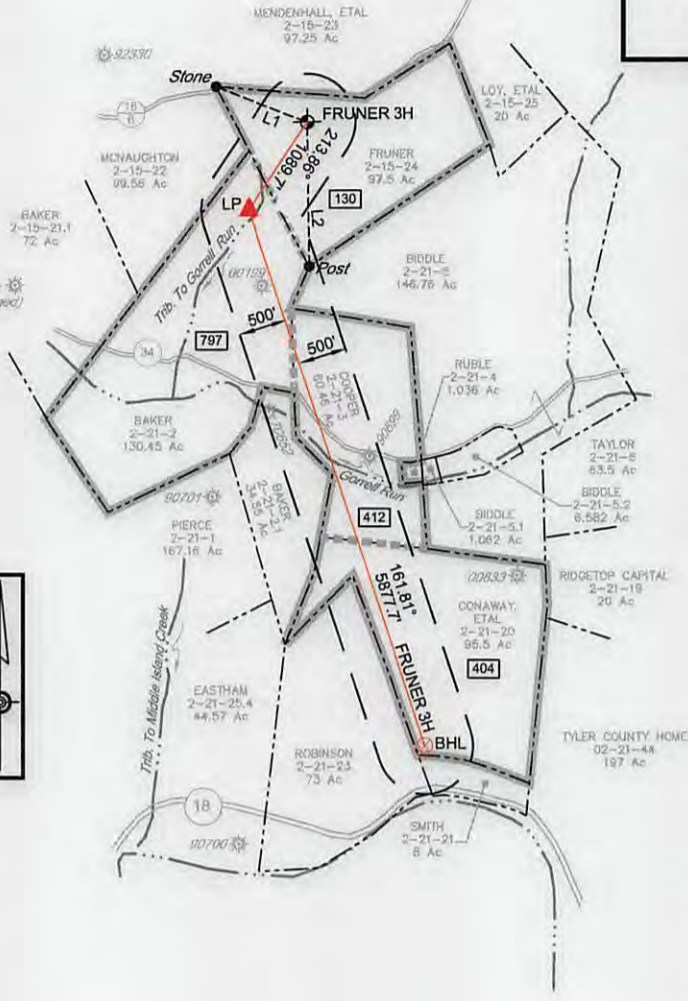 MENDENHALL, ETAL
2-15-23
97.25 Ac
92330
Stone
18
6
L1
FRUNER 3H
LOY, ETAL
2-15-25
20 Ac
213.86°
1089.7'
FRUNER
2-15-24
97.5 Ac
MCNAUGHTON
2-15-22
99.56 Ac
LP
130
L2
BAKER
2-15-21.1
72 Ac
Trib. To Gorrell Run
00199
Post
BIDDLE
146.76 Ac
500'
797
500'
34
COOPER
2-21-3
60.46 Ac
RUBLE
2-21-4
1.036 Ac
BAKER
2-21-2
130.45 Ac
90699
TAYLOR
2-21-6
63.5 Ac
Gorrell Run
BAKER
2-21-2.1
BIDDLE
2-21-5.2
6.582 Ac
90701
PIERCE
2-21-1
167.16 Ac
412
BIDDLE
2-21-5.1
1.062 Ac
00833
RIDGETOP CAPITAL
2-21-19
20 Ac
161.81°
5877.7'
CONAWAY,
ETAL
2-21-20
95.5 Ac
FRUNER 3H
404
Trib. To Middle Island Creek
EASTHAM
2-21-25.4
44.57 Ac
BHL
ROBINSON
2-21-23
73 Ac
TYLER COUNTY HOME
02-21-44
197 Ac
18
90700
SMITH
2-21-21
8 Ac